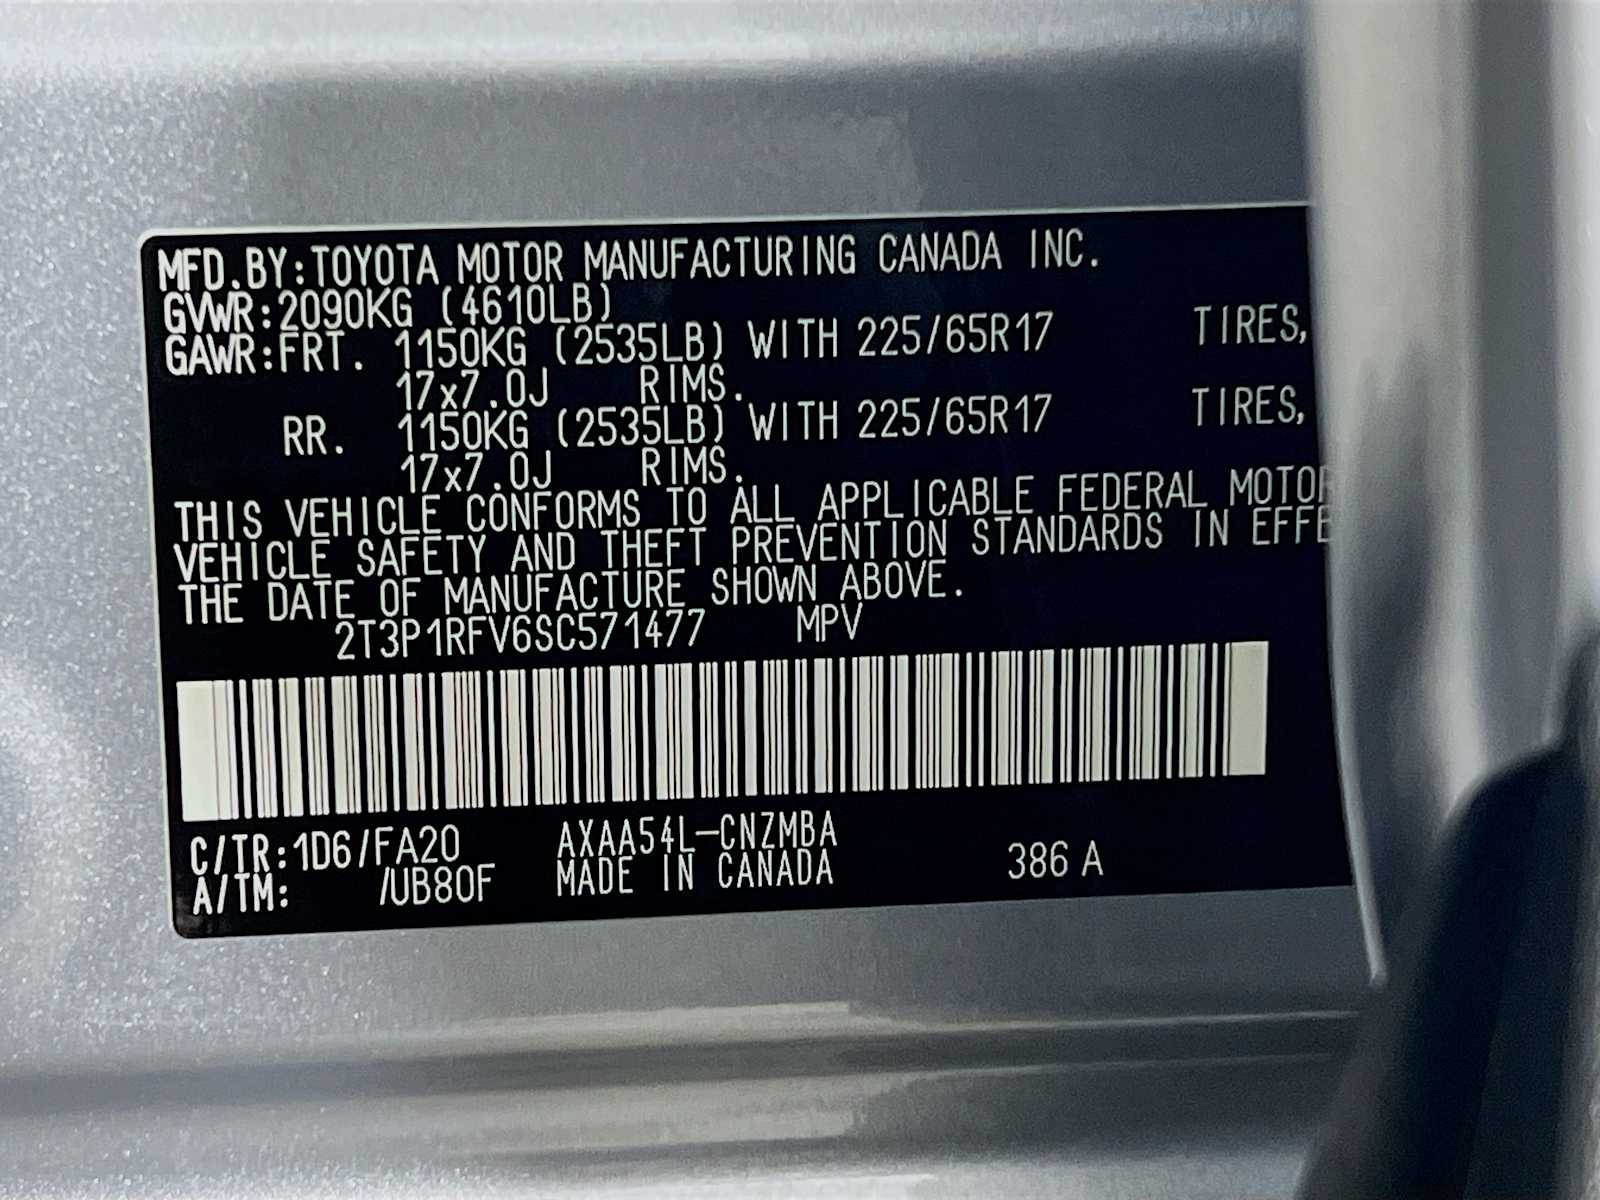 MFD.BY:TOYOTA MOTOR MANUFACTURING CANADA INC.
GVWR:2090KG (4610LB)
GAWR:FRT. 1150KG (2535LB) WITH 225/65R17 TIRES,
17x7.0J RIMS.
RR. 1150KG (2535LB) WITH 225/65R17 TIRES,
17x7.0J RIMS.
THIS VEHICLE CONFORMS TO ALL APPLICABLE FEDERAL MOTOR
VEHICLE SAFETY AND THEFT PREVENTION STANDARDS IN EFFE
THE DATE OF MANUFACTURE SHOWN ABOVE.
2T3P1RFV6SC571477 MPV
C/TR:1D6/FA20 AXAA54L-CNZMBA
A/TM: /UB80F MADE IN CANADA 386 A